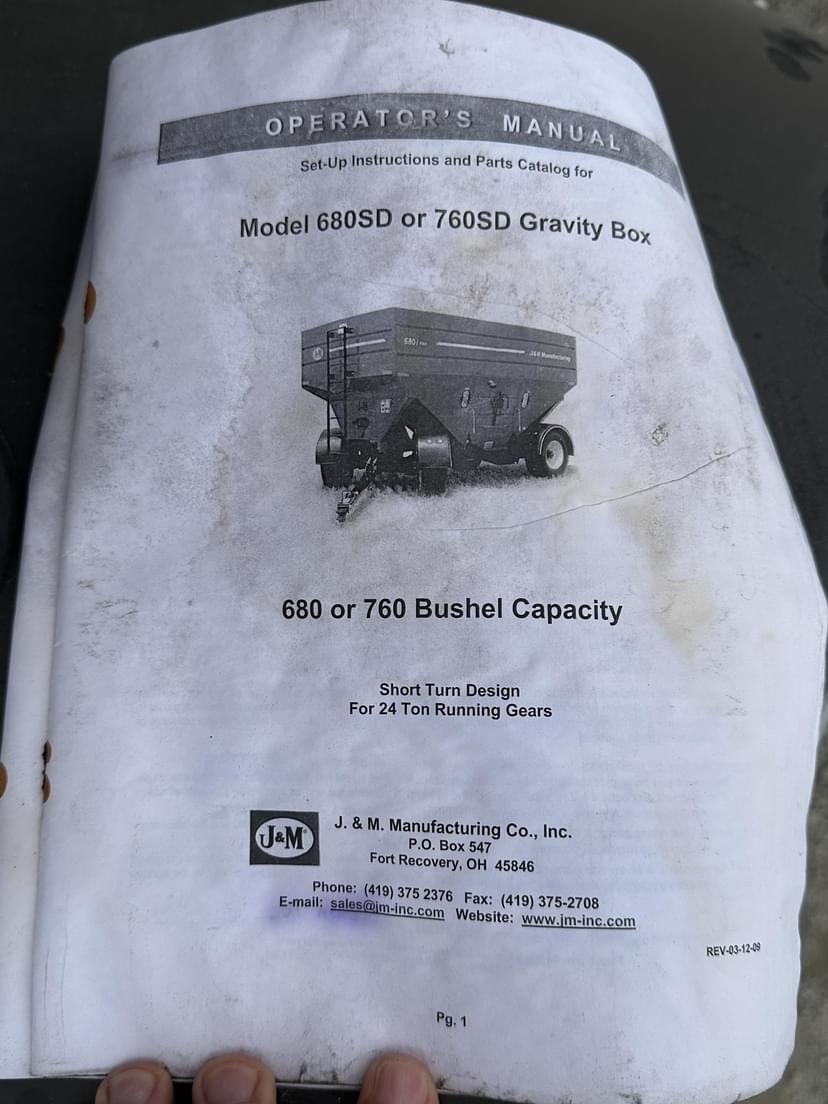 OPERATOR'S MANUAL
Set-Up Instructions and Parts Catalog for
Model 680SD or 760SD Gravity Box
680
J&M Manufacturing
680 or 760 Bushel Capacity
Short Turn Design
For 24 Ton Running Gears
J&M
J. & M. Manufacturing Co., Inc.
P.O. Box 547
Fort Recovery, OH 45846
Phone: (419) 375 2376 Fax: (419) 375-2708
E-mail: sales@jm-inc.com Website: www.jm-inc.com
REV-03-12-09
Pg. 1